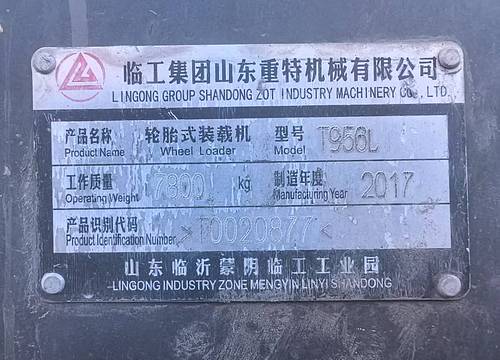 临工集团山东重特机械有限公司
LINGONG GROUP SHANDONG ZOT INDUSTRY MACHINERY Co., LTD.
产品名称 轮胎式装载机 型号 T956L
Product Name Wheel Loader Model
工作质量 7800 kg 制造年度 2017
Operating Weight Manufacturing Year
产品识别代码 >T0020877<
Product Identification Number
山东临沂蒙阴临工工业园
LINGONG INDUSTRY ZONE MENGYIN LINYI SHANDONG